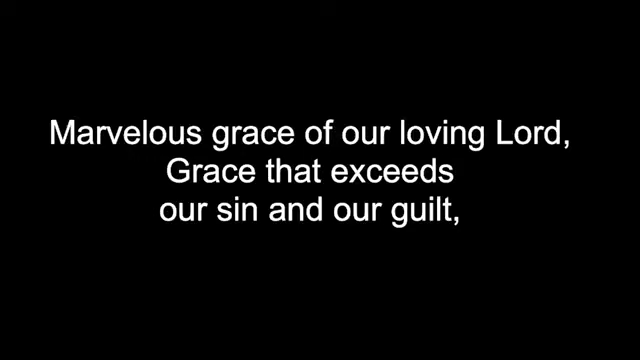 Marvelous grace of our loving Lord,
Grace that exceeds
our sin and our guilt,